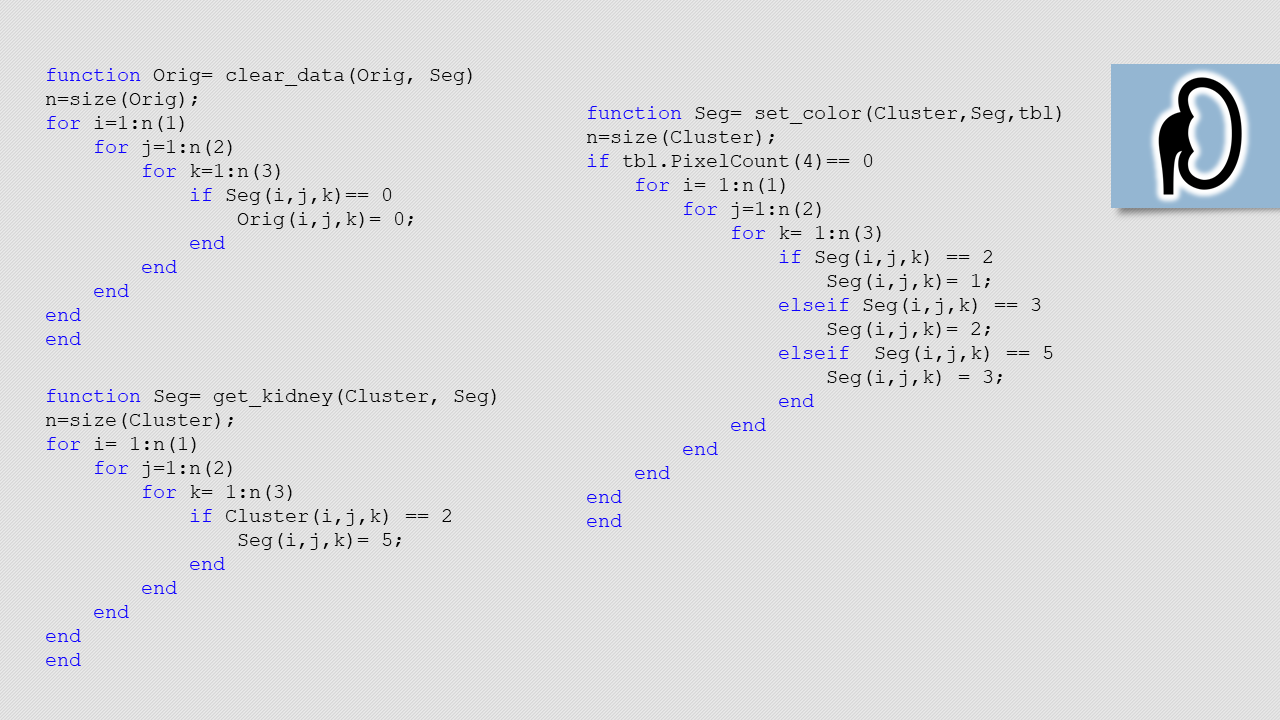 function Orig= clear_data(Orig, Seg)
n=size(Orig);
for i=1:n(1)
    for j=1:n(2)
        for k=1:n(3)
            if Seg(i,j,k)== 0
                Orig(i,j,k)= 0;
            end
        end
    end
end
end
function Seg= get_kidney(Cluster, Seg)
n=size(Cluster);
for i= 1:n(1)
    for j=1:n(2)
        for k= 1:n(3)
            if Cluster(i,j,k) == 2
                Seg(i,j,k)= 5;
            end
        end
    end
end
end
function Seg= set_color(Cluster,Seg,tbl)
n=size(Cluster);
if tbl.PixelCount(4)== 0
    for i= 1:n(1)
        for j=1:n(2)
            for k= 1:n(3)
                if Seg(i,j,k) == 2
                    Seg(i,j,k)= 1;
                elseif Seg(i,j,k) == 3
                    Seg(i,j,k)= 2;
                elseif  Seg(i,j,k) == 5
                    Seg(i,j,k) = 3;
                end
            end
        end
    end
end
end